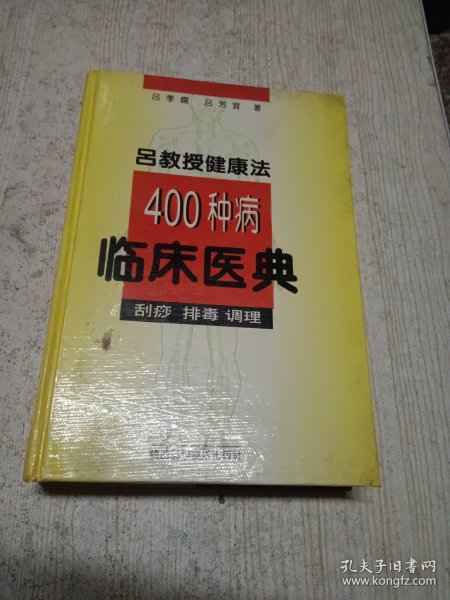 吕季儒 吕芳宜 著
吕教授健康法
400种病
临床医典
刮痧 排毒 调理
孔夫子旧书网
www.kongfz.com